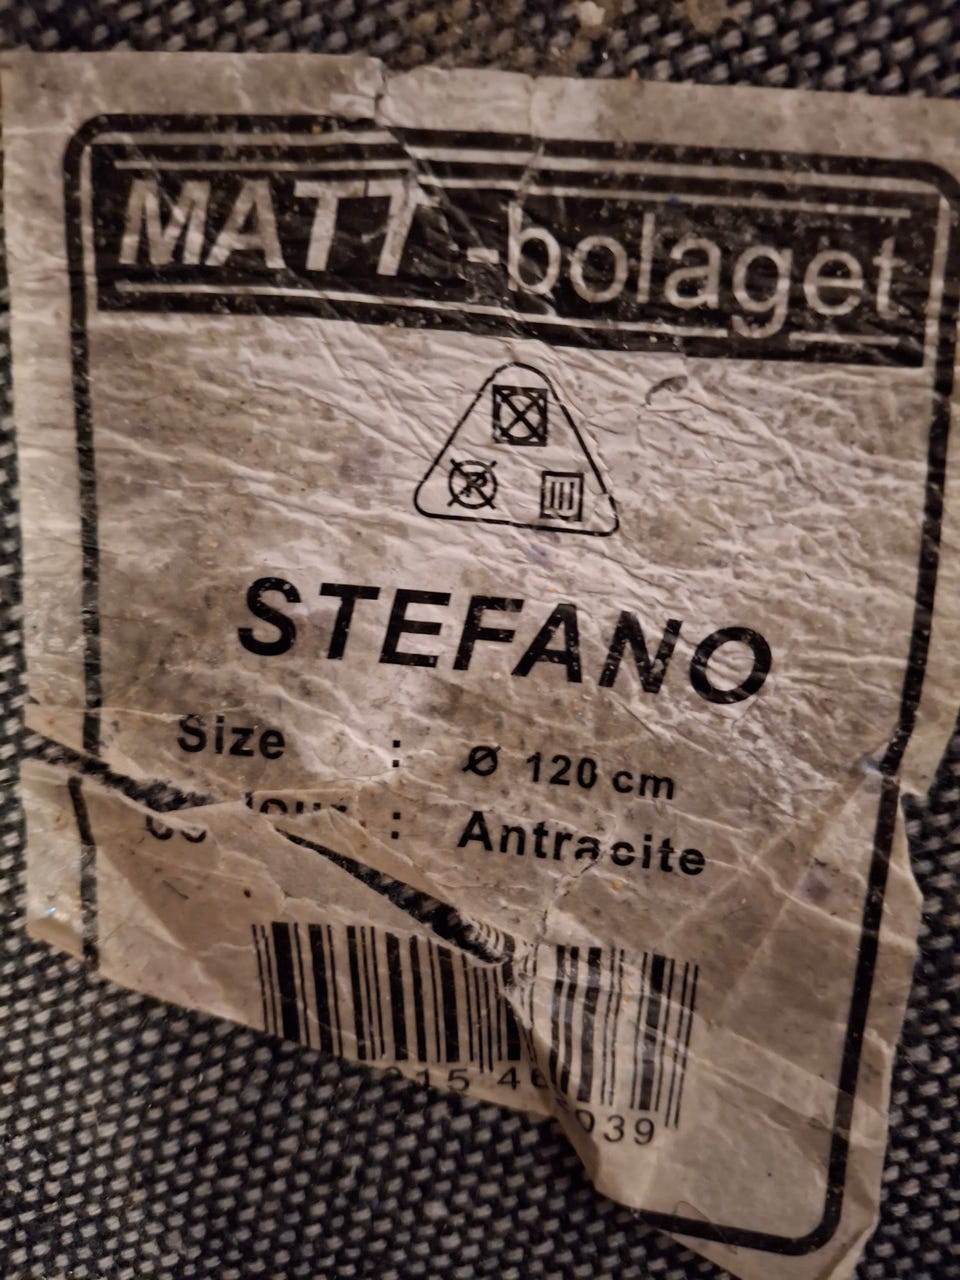 MATT-bolaget
P
STEFANO
Size : Ø 120 cm
: Antracite